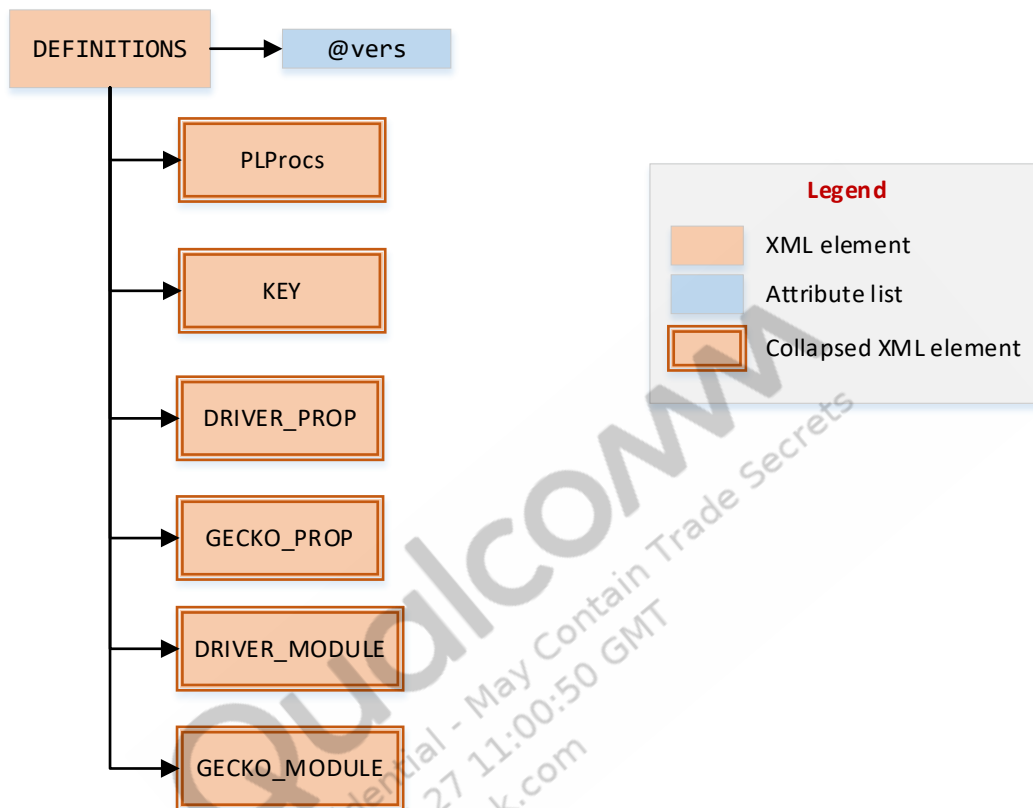 DEFINITIONS
@vers
PLProcs
Legend
XML element
KEY
Attribute list
Collapsed XML element
DRIVER_PROP
GECKO_PROP
DRIVER_MODULE
GECKO_MODULE
Qualcomm
May Contain Trade Secrets
27 11:00:50 GMT